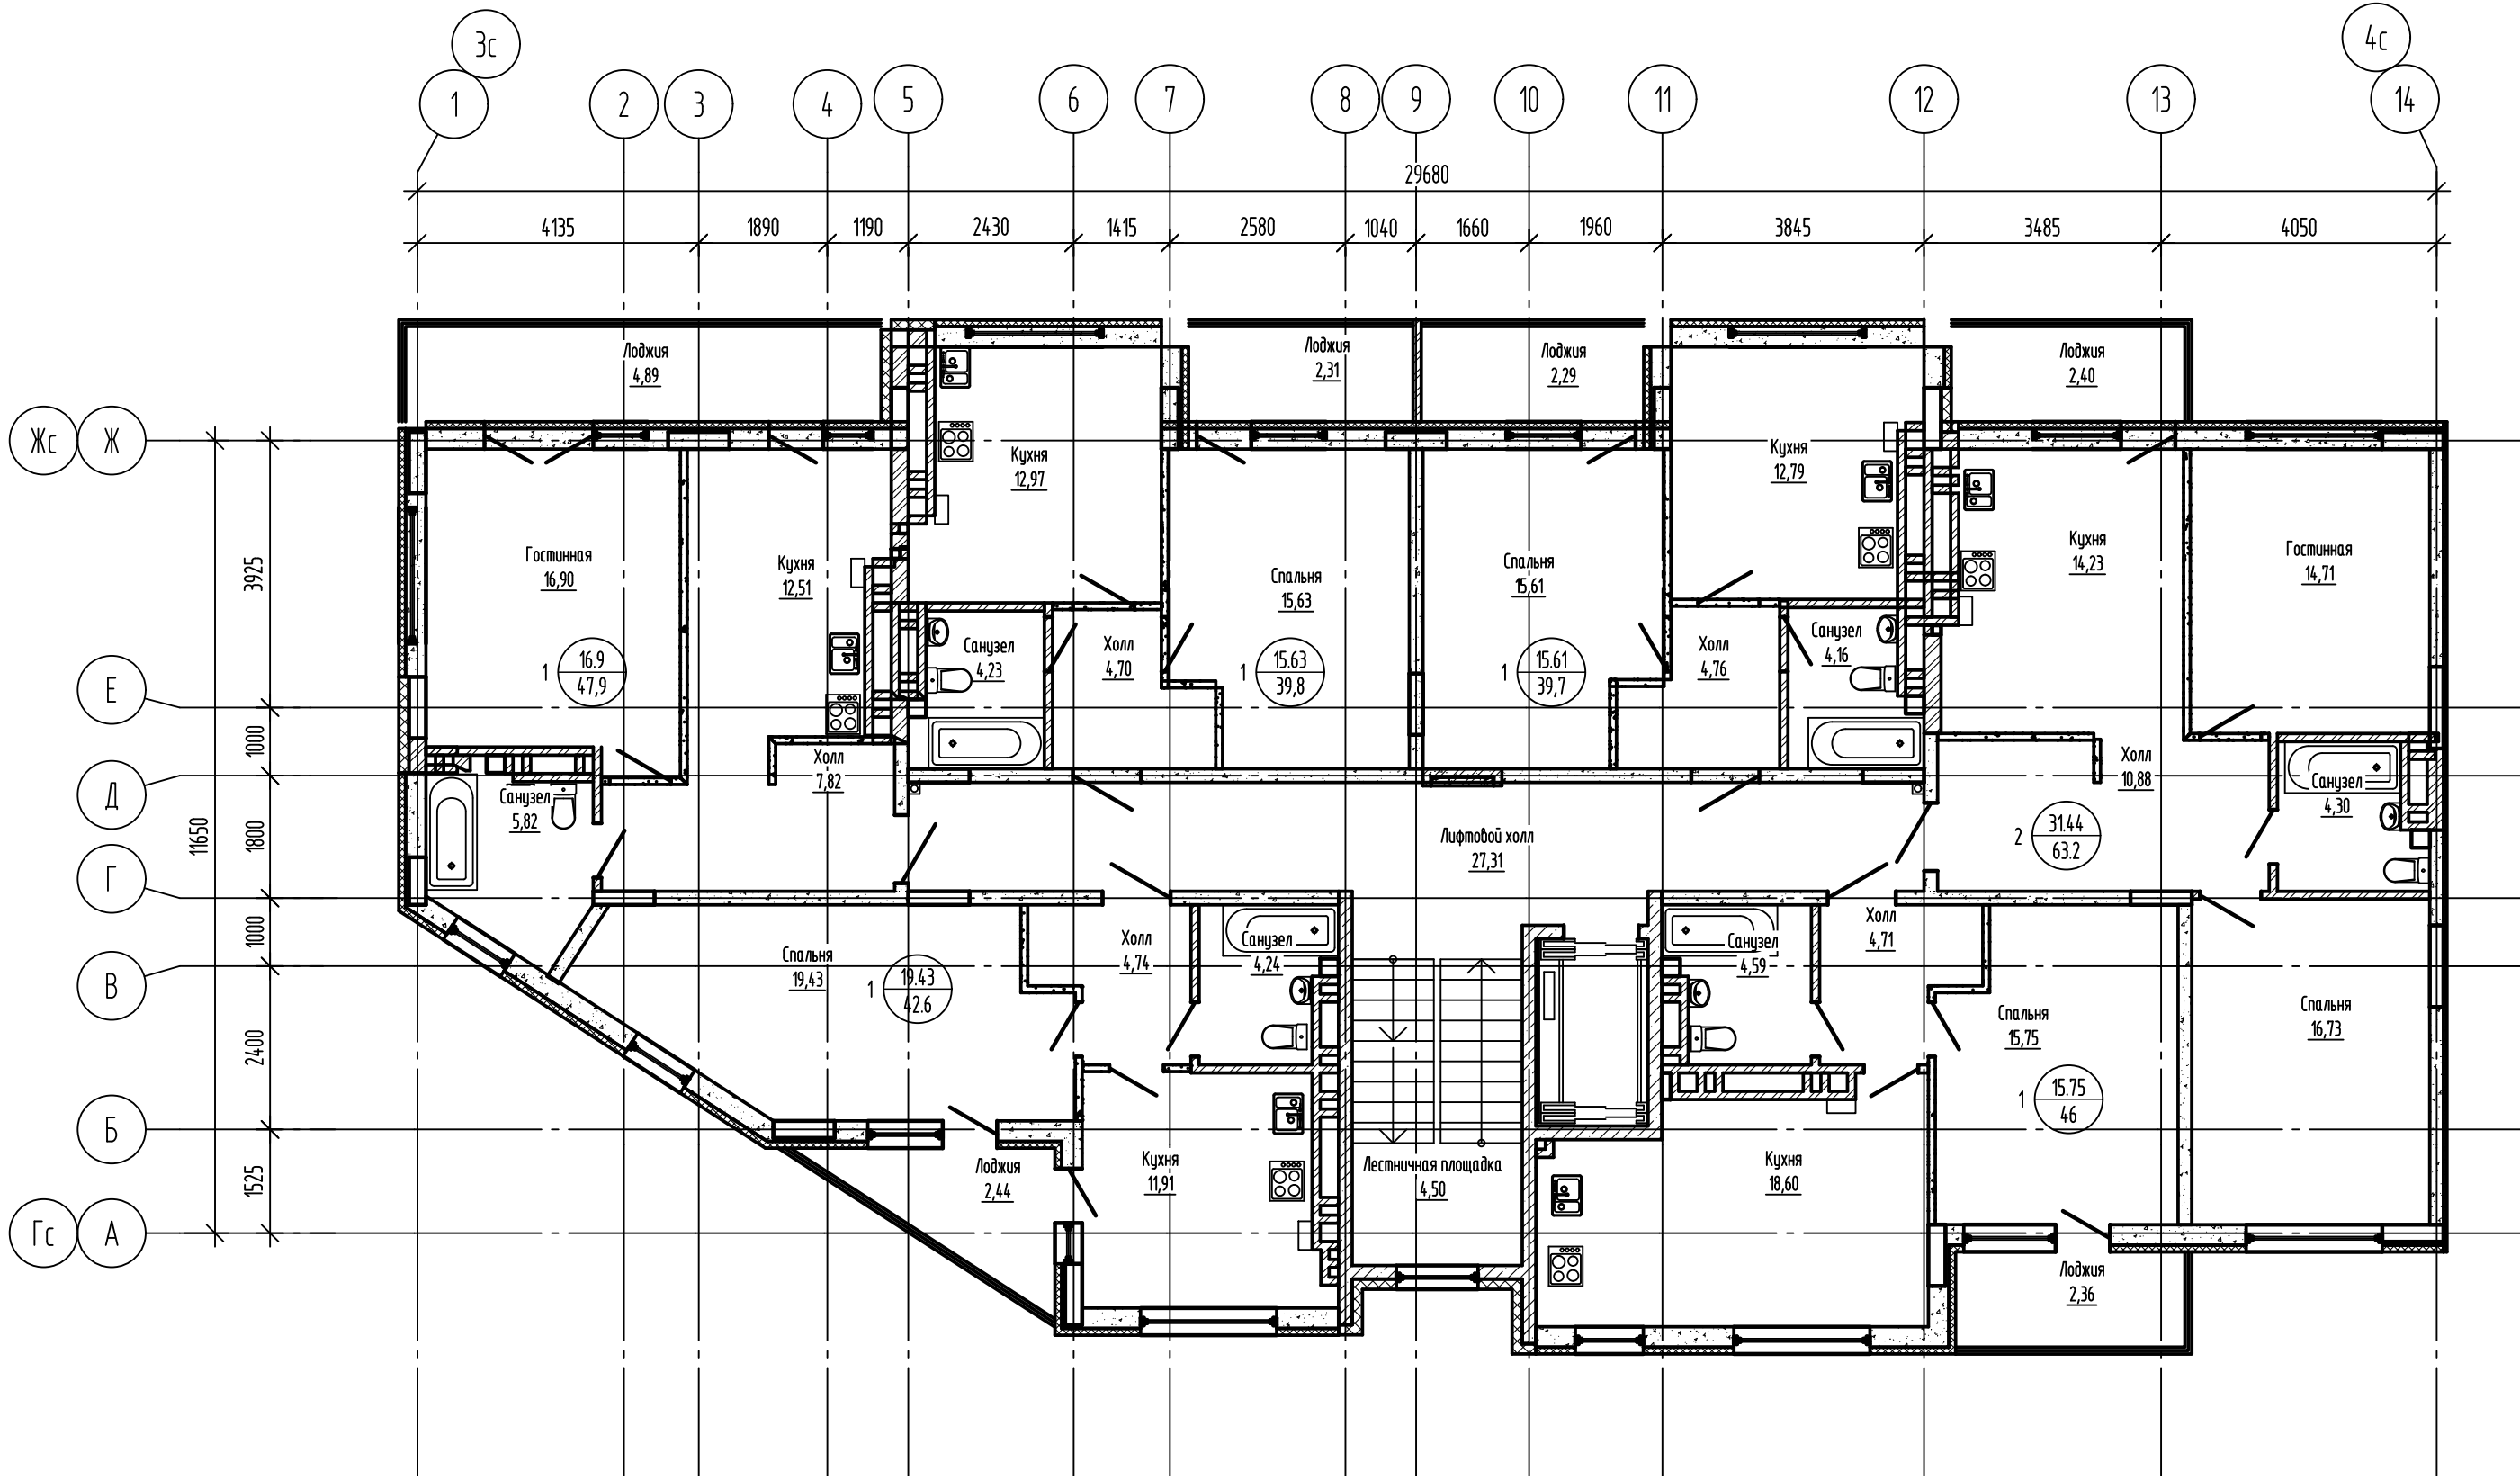 3с
4с
1
2
3
4
5
6
7
8
9
10
11
12
13
14
29680
4135
1890
1190
2430
1415
2580
1040
1660
1960
3845
3485
4050
Лоджия
4,89
Лоджия
2,31
Лоджия
2,29
Лоджия
2,40
Жс
Ж
Кухня
12,97
Кухня
12,79
Гостинная
16,90
Кухня
12,51
Спальня
15,63
Спальня
15,61
Кухня
14,23
Гостинная
14,71
3925
Санузел
4,23
Холл
4,70
Холл
4,76
Санузел
4,16
1
16.9
47,9
1
15.63
39,8
1
15.61
39,7
Е
1000
Холл
7,82
Холл
10,88
Д
Санузел
5,82
Санузел
4,30
11650
1800
Лифтовой холл
27,31
2
31.44
63.2
Г
1000
Спальня
19,43
1
19.43
42.6
Холл
4,74
Санузел
4,24
Санузел
4,59
Холл
4,71
В
Спальня
15,75
Спальня
16,73
2400
1
15.75
46
Б
1525
Лоджия
2,44
Кухня
11,91
Лестничная площадка
4,50
Кухня
18,60
Гс
А
Лоджия
2,36